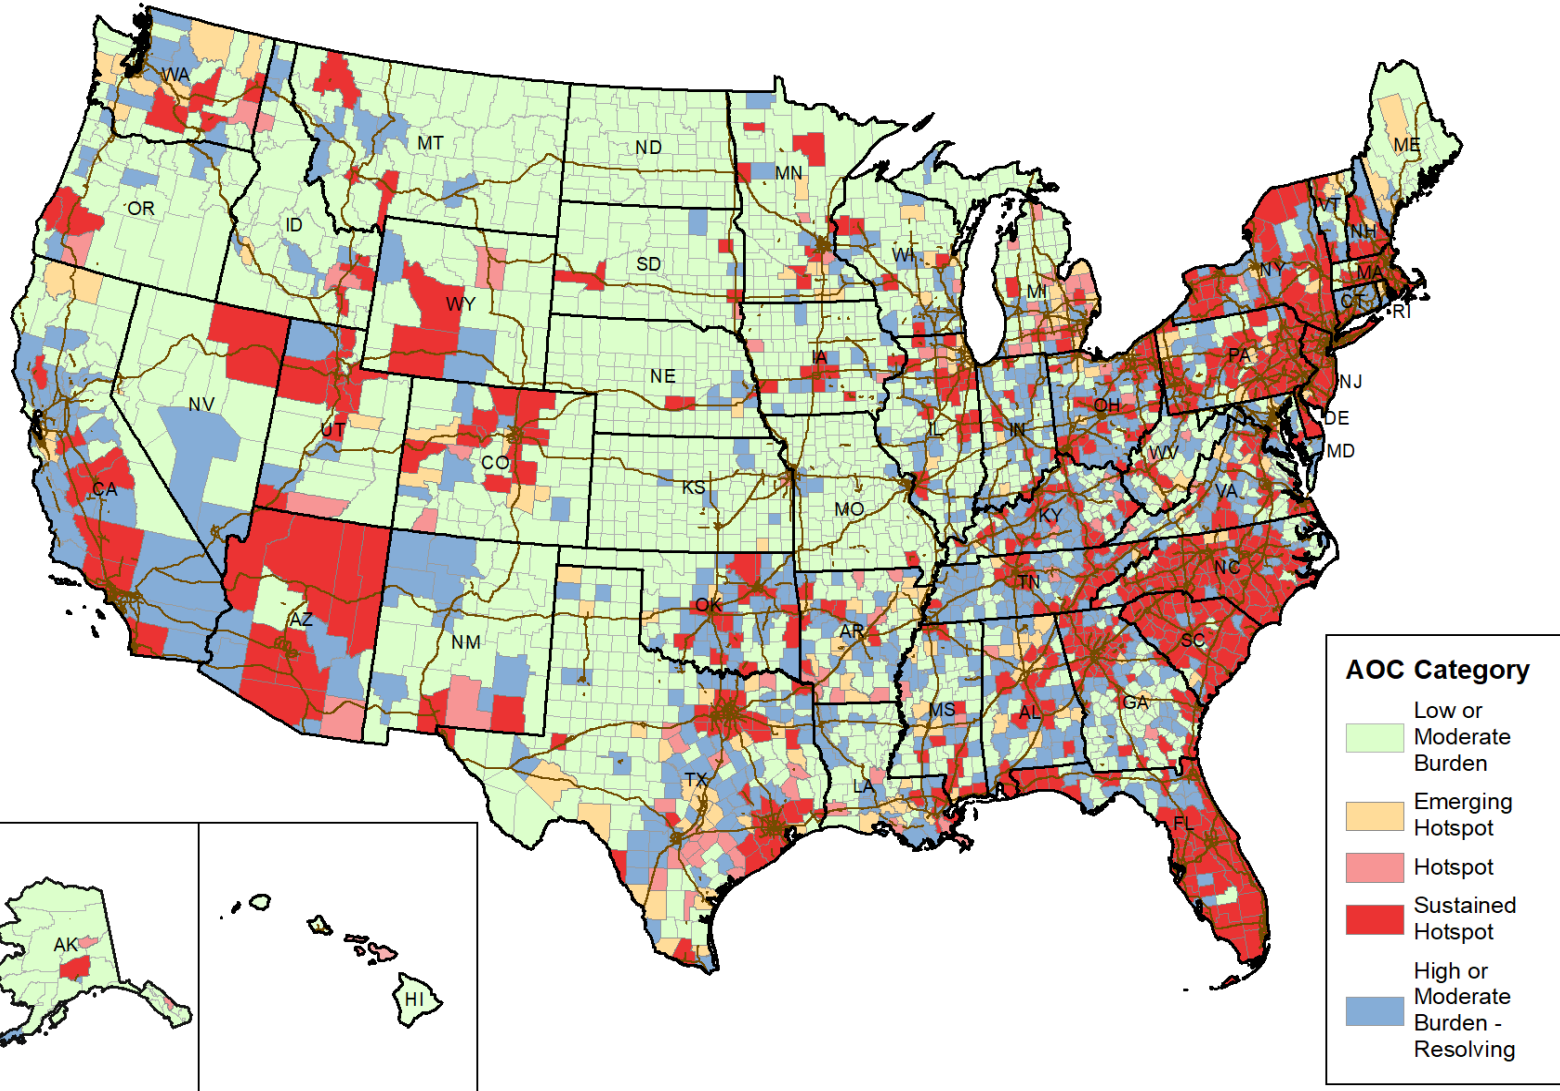 WA
MT
ND
MN
ME
OR
ID
SD
WI
VT
NH
NY
MA
WY
MI
CT
RI
IA
PA
NE
NJ
NV
OH
DE
UT
IL
IN
MD
CO
WV
CA
KS
VA
MO
KY
NC
TN
OK
AZ
AR
SC
NM
MS
AL
GA
TX
LA
FL
AK
HI
AOC Category
Low or
Moderate
Burden
Emerging
Hotspot
Hotspot
Sustained
Hotspot
High or
Moderate
Burden -
Resolving